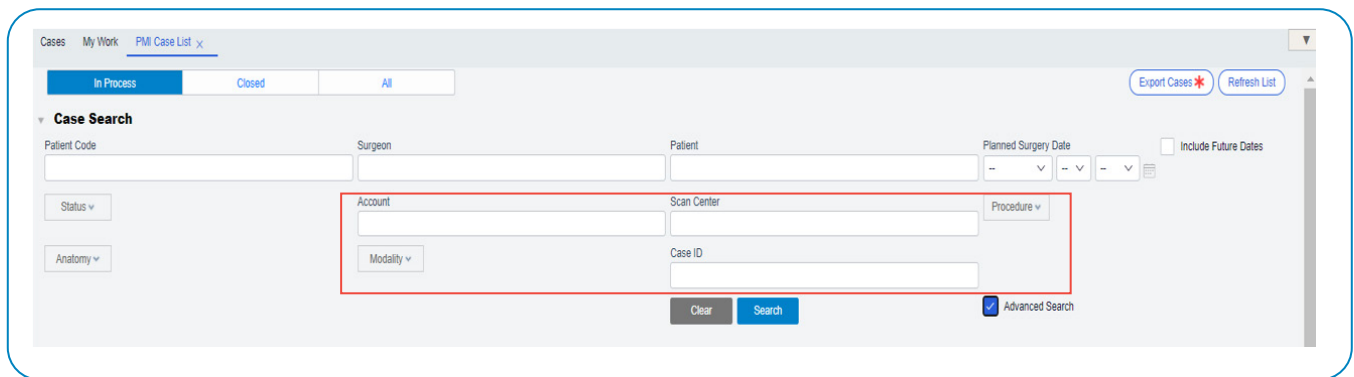 Cases My Work PMI Case List x
In Process Closed All Export Cases * Refresh List
Case Search
Patient Code Surgeon Patient Planned Surgery Date Include Future Dates
-- -- --
Status Account Scan Center Procedure
Anatomy Modality Case ID
Clear Search Advanced Search